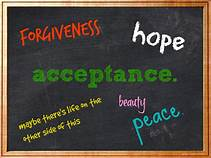 FORGIVENESS
hope
acceptance.
maybe there's life on the
other side of this
beauty
peace.